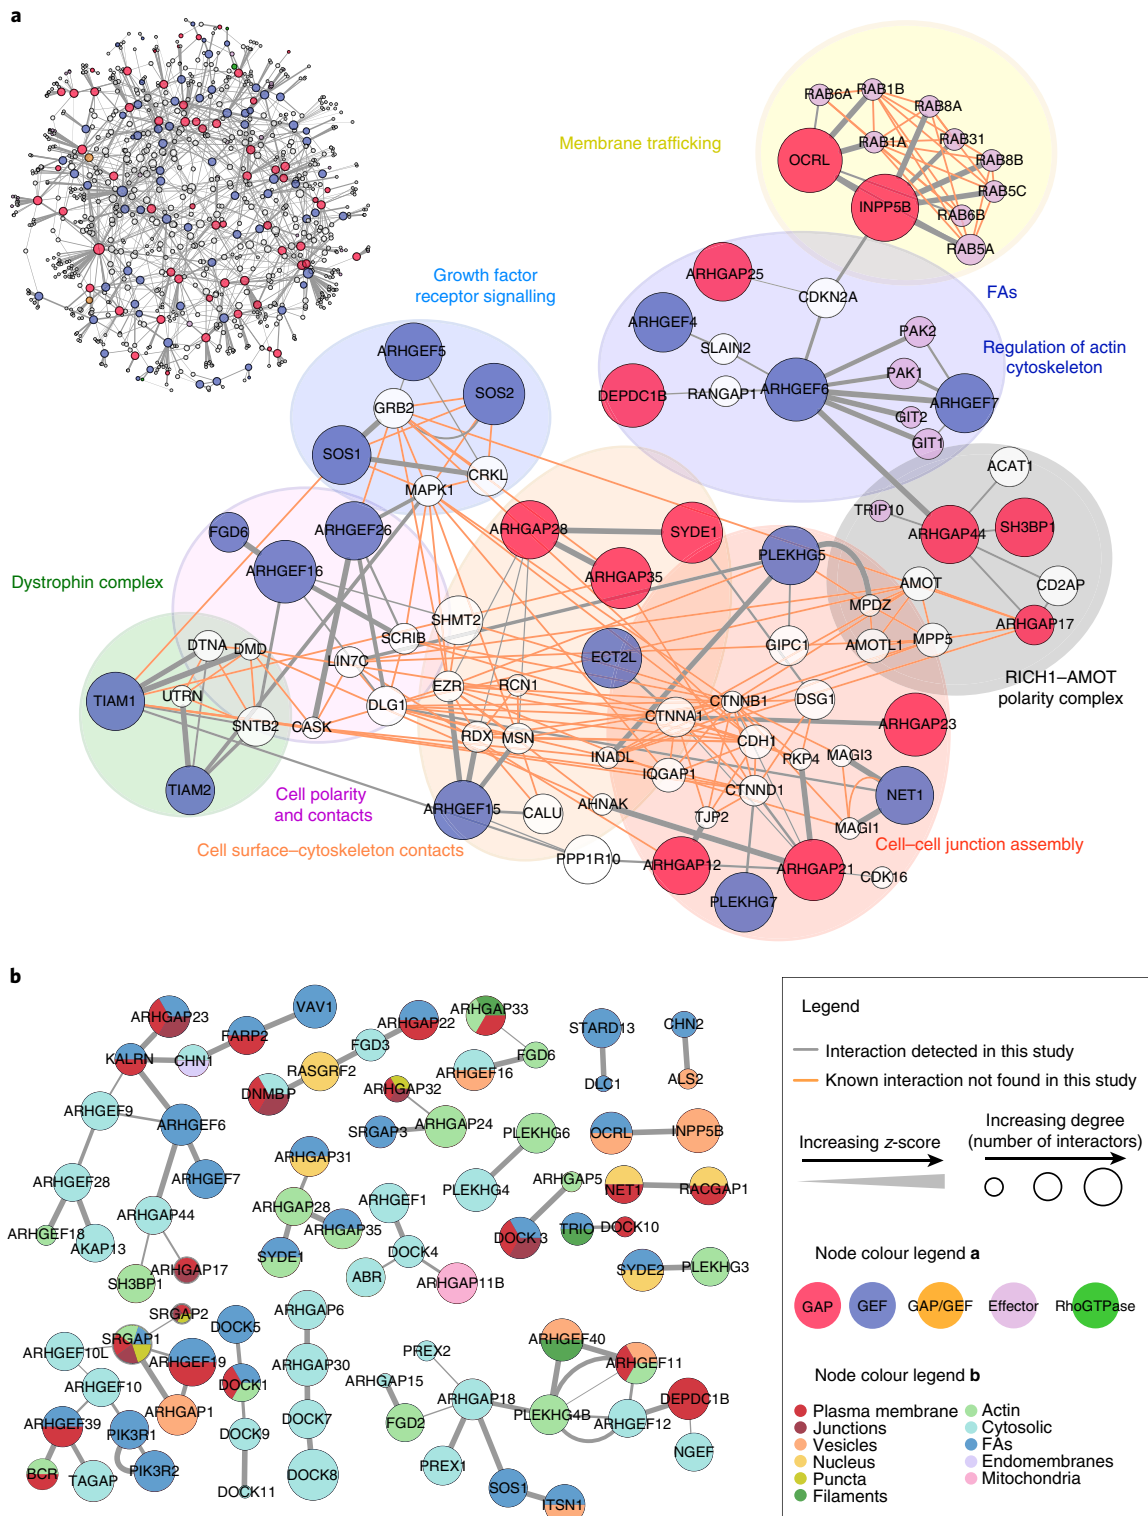 a
RAB6A
RAB1B
RAB8A
Membrane trafficking
RAB1A
RAB31
OCRL
RAB8B
RAB5C
INPP5B
RAB6B
RAB5A
Growth factor
receptor signalling
ARHGAP25
CDKN2A
FAs
ARHGEF4
PAK2
ARHGEF5
SLAIN2
Regulation of actin
cytoskeleton
PAK1
SOS2
DEPDC1B
RANGAP1
ARHGEF6
ARHGEF7
GRB2
GIT2
GIT1
SOS1
CRKL
ACAT1
MAPK1
TRIP10
FGD6
ARHGEF26
ARHGAP28
SYDE1
PLEKHG5
ARHGAP44
SH3BP1
ARHGEF16
ARHGAP35
AMOT
CD2AP
Dystrophin complex
MPDZ
SHMT2
ARHGAP17
DTNA
DMD
SCRIB
GIPC1
AMOTL1
MPP5
LIN7C
ECT2L
RICH1–AMOT
polarity complex
TIAM1
UTRN
EZR
RCN1
DSG1
DLG1
CTNNB1
CTNNA1
SNTB2
CASK
ARHGAP23
RDX
MSN
CDH1
INADL
PKP4
MAGI3
IQGAP1
TIAM2
CTNND1
NET1
Cell polarity
and contacts
ARHGEF15
CALU
AHNAK
TJP2
MAGI1
Cell surface–cytoskeleton contacts
Cell–cell junction assembly
PPP1R10
ARHGAP12
ARHGAP21
CDK16
PLEKHG7
b
VAV1
ARHGAP23
ARHGAP33
ARHGAP22
STARD13
CHN2
FARP2
FGD3
KALRN
CHN1
FGD6
RASGRF2
ARHGEF16
DLC1
ALS2
DNMBP
ARHGAP32
ARHGEF9
ARHGEF6
SRGAP3
ARHGAP24
PLEKHG6
OCRL
INPP5B
ARHGAP31
ARHGEF28
ARHGEF7
ARHGAP5
PLEKHG4
NET1
RACGAP1
ARHGEF1
ARHGAP28
ARHGAP44
ARHGEF18
ARHGAP35
TRIO
DOCK10
AKAP13
DOCK 3
SYDE1
DOCK4
ARHGAP17
ABR
ARHGAP11B
SYDE2
PLEKHG3
SH3BP1
SRGAP2
ARHGAP6
SRGAP1
DOCK5
ARHGEF40
ARHGEF10L
PREX2
ARHGEF19
ARHGAP30
ARHGEF11
ARHGAP15
DOCK1
ARHGEF10
ARHGAP18
DEPDC1B
ARHGAP1
FGD2
PLEKHG4B
ARHGEF39
DOCK7
ARHGEF12
PIK3R1
DOCK9
NGEF
BCR
TAGAP
PIK3R2
PREX1
DOCK8
DOCK11
SOS1
ITSN1
Legend
Interaction detected in this study
Known interaction not found in this study
Increasing z-score
Increasing degree
(number of interactors)
Node colour legend a
GAP
GEF
GAP/GEF
Effector
RhoGTPase
Node colour legend b
Plasma membrane
Junctions
Vesicles
Nucleus
Puncta
Filaments
Actin
Cytosolic
FAs
Endomembranes
Mitochondria